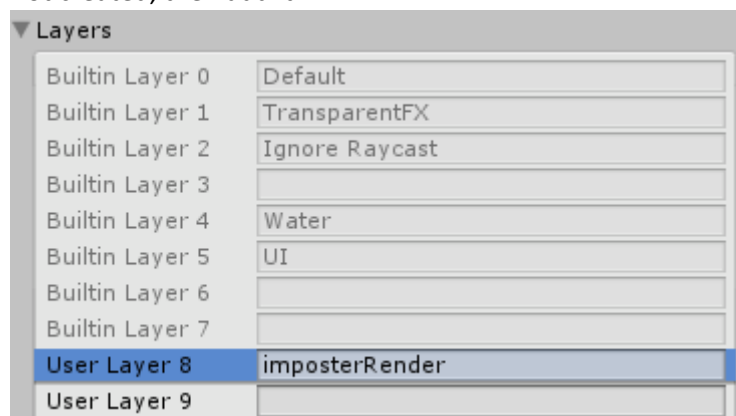 Layers
Builtin Layer 0 Default
Builtin Layer 1 TransparentFX
Builtin Layer 2 Ignore Raycast
Builtin Layer 3
Builtin Layer 4 Water
Builtin Layer 5 UI
Builtin Layer 6
Builtin Layer 7
User Layer 8 imposterRender
User Layer 9